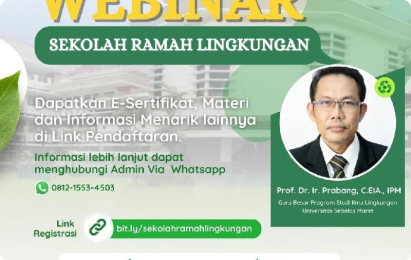 WEBINAR
SEKOLAH RAMAH LINGKUNGAN
Dapatkan E-Sertifikat, Materi
dan Informasi Menarik lainnya
di Link Pendaftaran.
Informasi lebih lanjut dapat
menghubungi Admin Via Whatsapp
0812-1553-4503
Link
Registrasi
bit.ly/sekolahramahlingkungan
Prof. Dr. Ir. Prabang, C.EIA., IPM
Guru Besar Program Studi Ilmu Lingkungan
Universitas Sebelas Maret